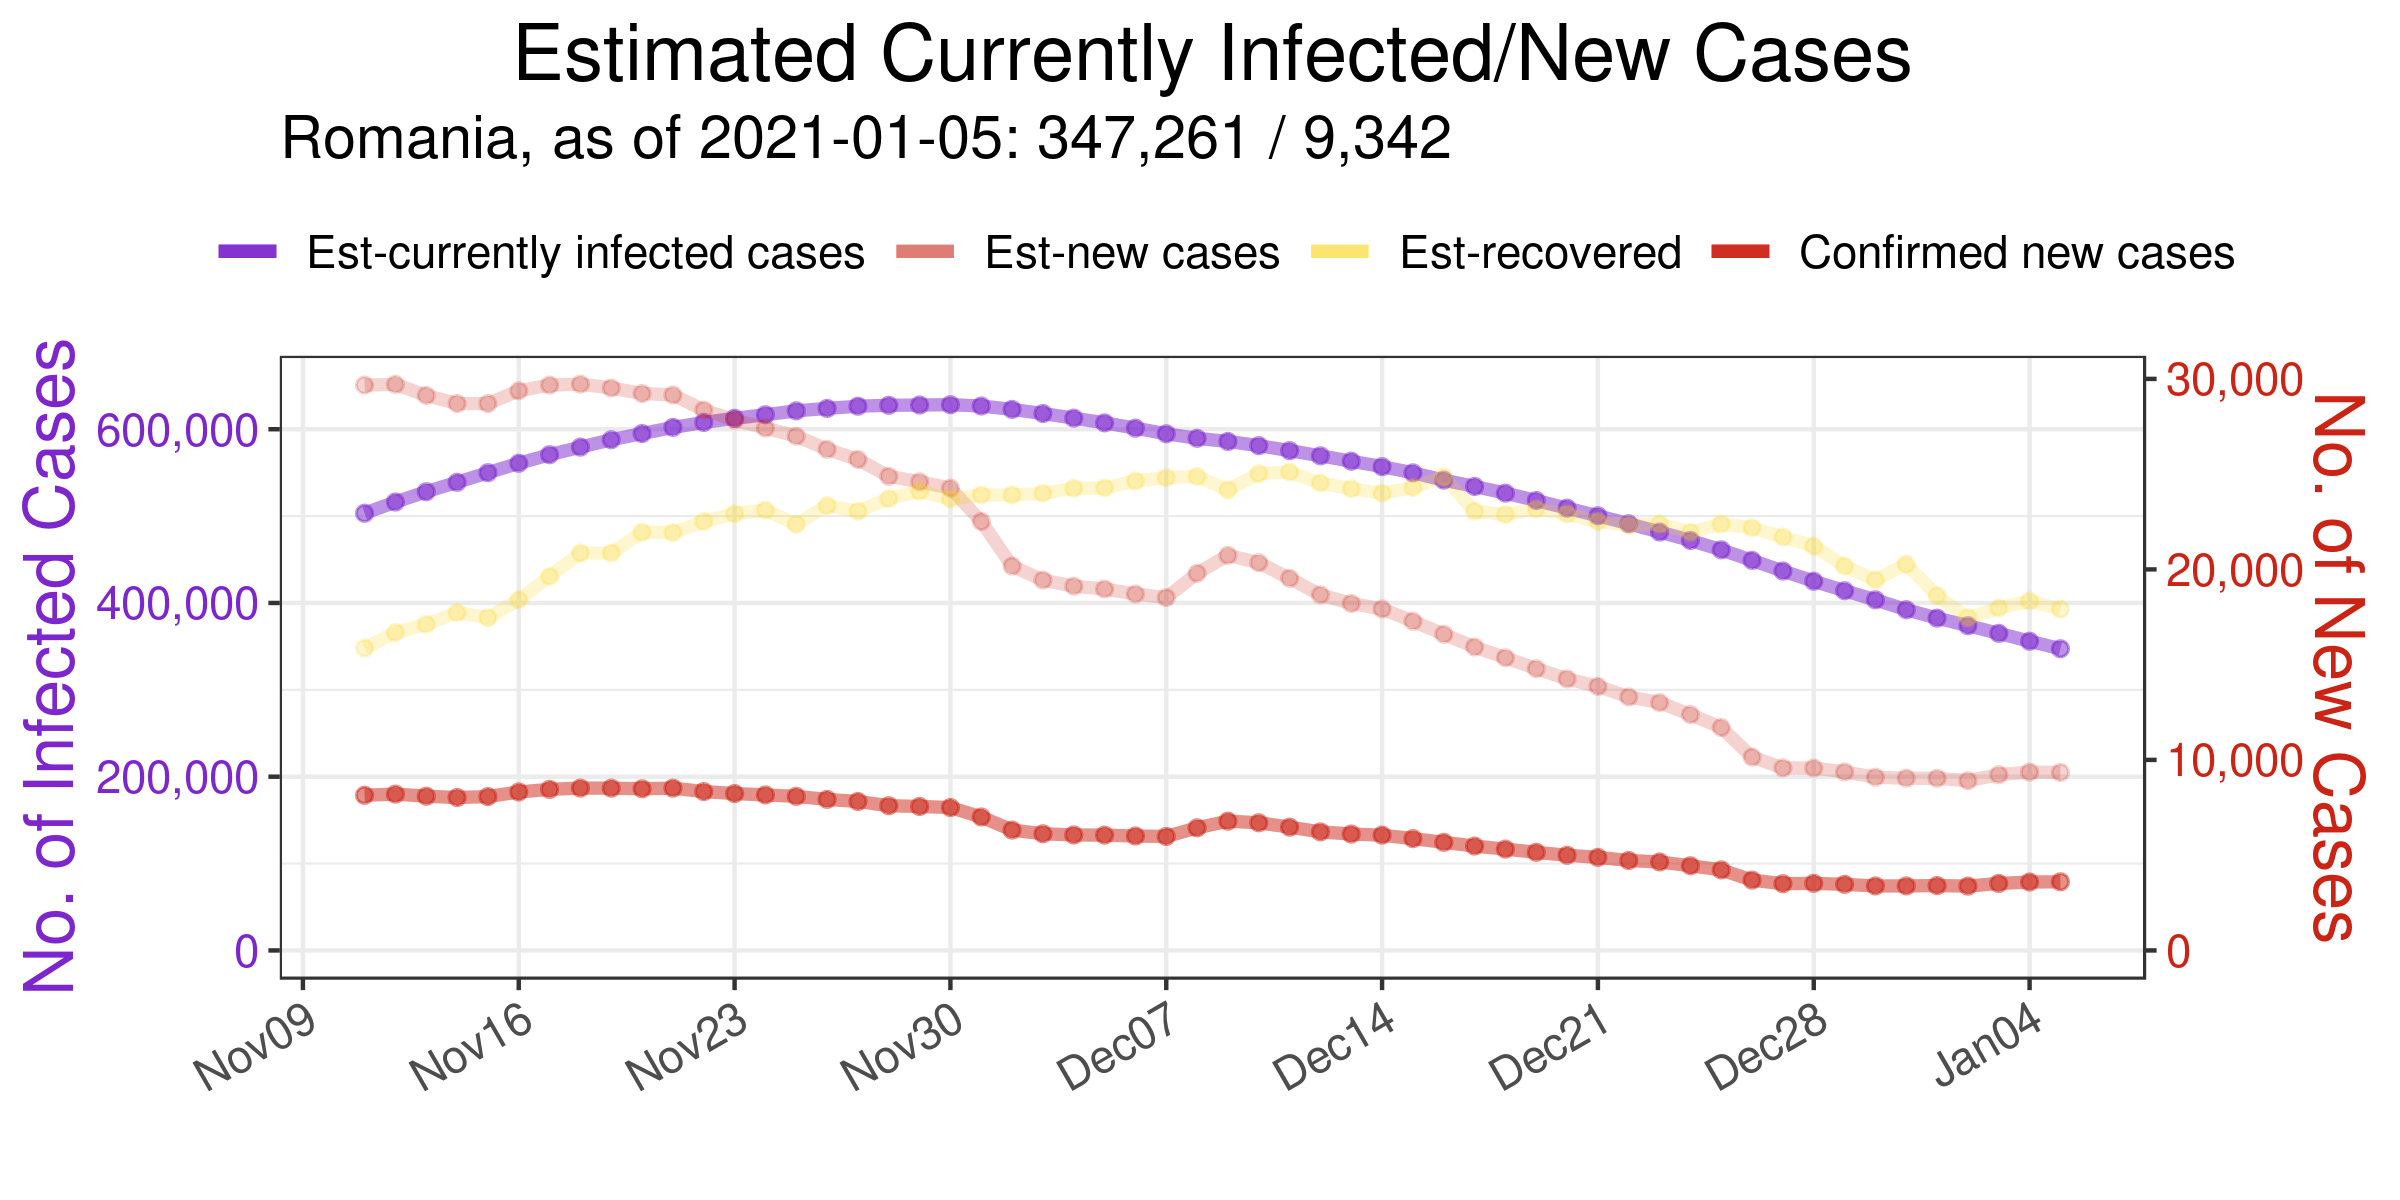 Estimated Currently Infected/New Cases
Romania, as of 2021-01-05: 347,261 / 9,342
Est-currently infected cases Est-new cases Est-recovered Confirmed new cases
No. of Infected Cases
600,000
400,000
200,000
0
30,000
20,000
10,000
0
No. of New Cases
Nov09 Nov16 Nov23 Nov30 Dec07 Dec14 Dec21 Dec28 Jan04